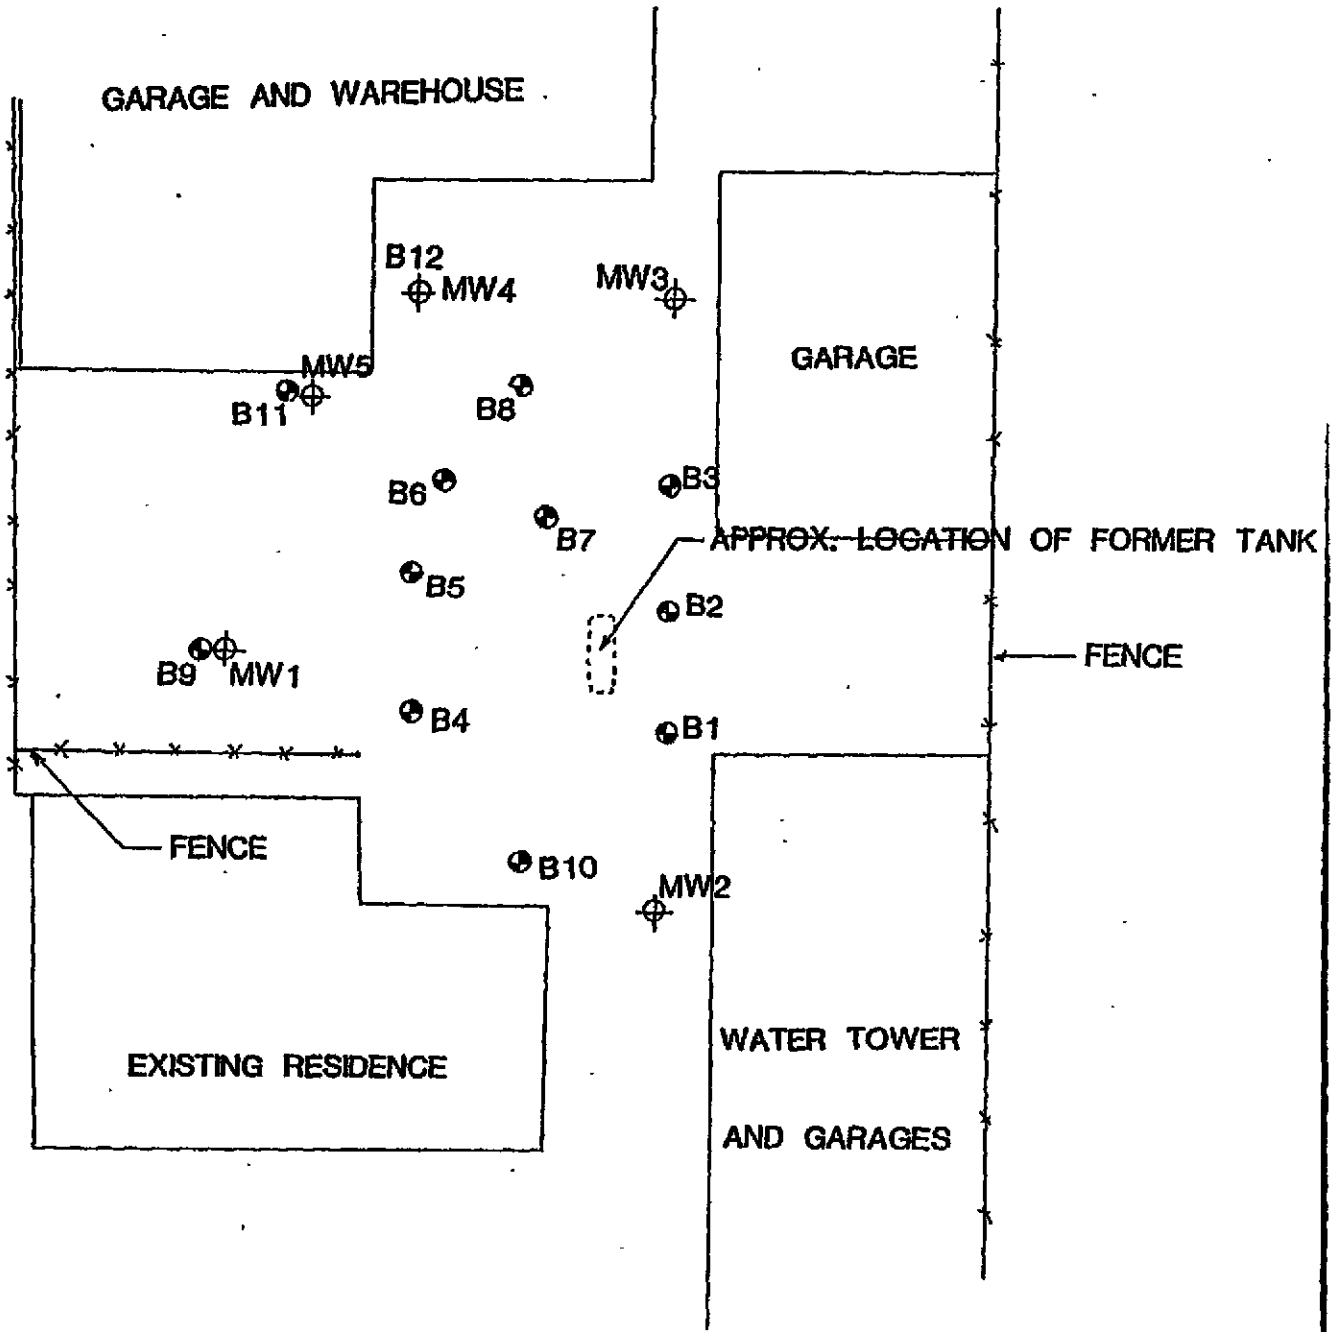 GARAGE AND WAREHOUSE
B12
MW4
MW3
GARAGE
MW5
B11
B8
B6
B3
B7
APPROX. LOCATION OF FORMER TANK
B5
B2
FENCE
B9
MW1
B4
B1
FENCE
B10
MW2
WATER TOWER
AND GARAGES
EXISTING RESIDENCE